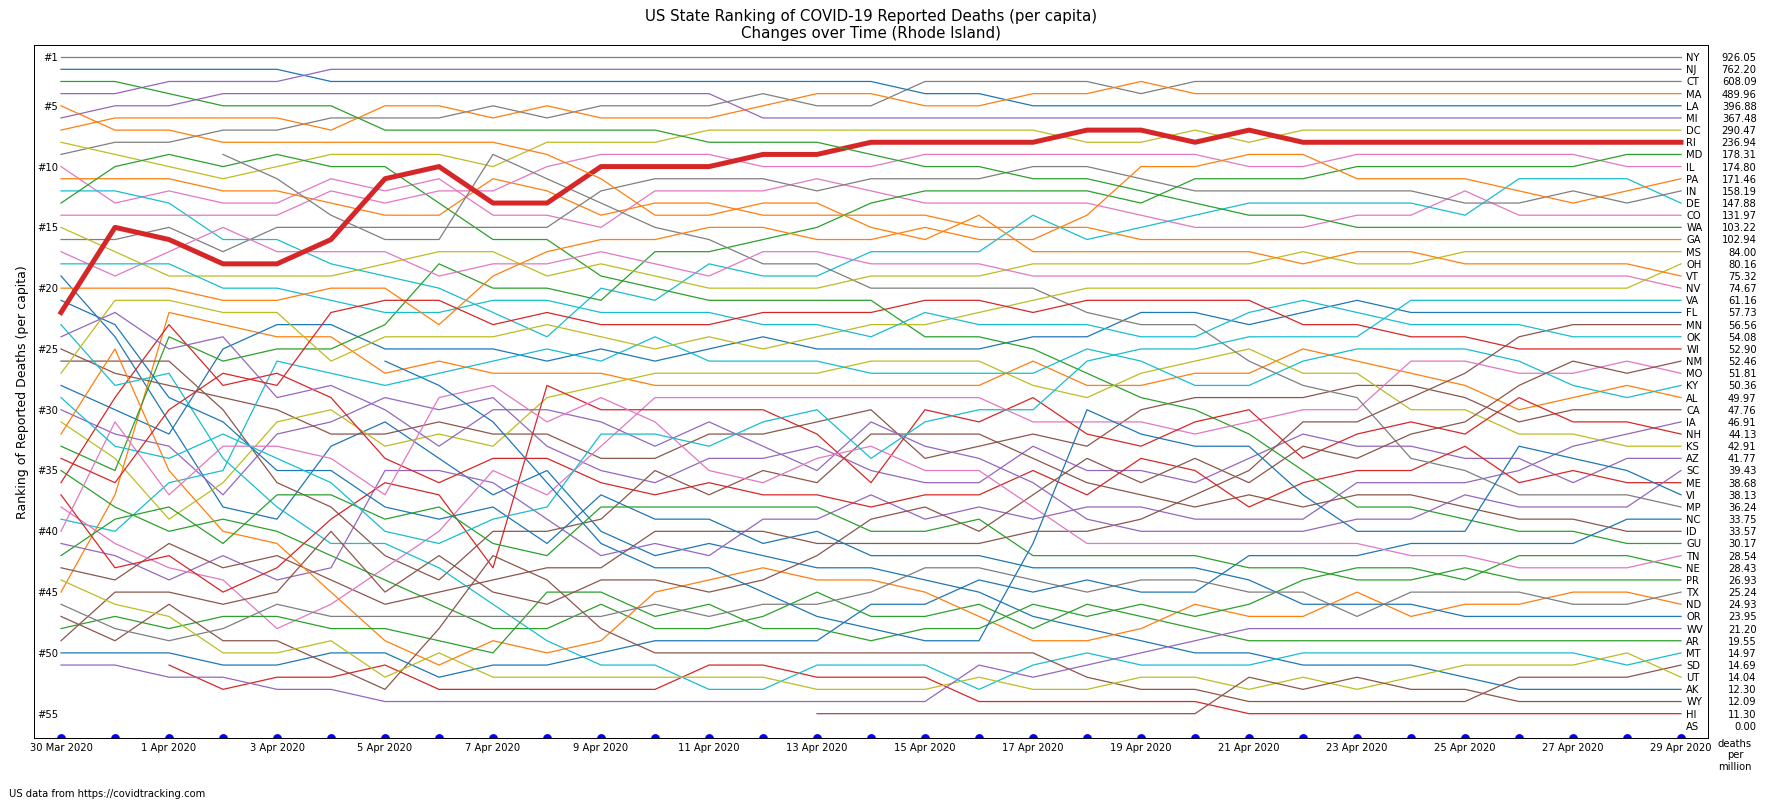 US State Ranking of COVID-19 Reported Deaths (per capita)
Changes over Time (Rhode Island)
Ranking of Reported Deaths (per capita)
#1
#5
#10
#15
#20
#25
#30
#35
#40
#45
#50
#55
NY 926.05
NJ 762.20
CT 608.09
MA 489.96
LA 396.88
MI 367.48
DC 290.47
RI 236.94
MD 178.31
IL 174.80
PA 171.46
IN 158.19
DE 147.88
CO 131.97
WA 103.22
GA 102.94
MS 84.00
OH 80.16
VT 75.32
NV 74.67
VA 61.16
FL 57.73
MN 56.56
OK 54.08
WI 52.90
NM 52.46
MO 51.81
KY 50.36
AL 49.97
CA 47.76
IA 46.91
NH 44.13
KS 42.91
AZ 41.77
SC 39.43
ME 38.68
VI 38.13
MP 36.24
NC 33.75
ID 33.57
GU 30.17
TN 28.54
NE 28.43
PR 26.93
TX 25.24
ND 24.93
OR 23.95
WV 21.20
AR 19.55
MT 14.97
SD 14.69
UT 14.04
AK 12.30
WY 12.09
HI 11.30
AS 0.00
30 Mar 2020 1 Apr 2020 3 Apr 2020 5 Apr 2020 7 Apr 2020 9 Apr 2020 11 Apr 2020 13 Apr 2020 15 Apr 2020 17 Apr 2020 19 Apr 2020 21 Apr 2020 23 Apr 2020 25 Apr 2020 27 Apr 2020 29 Apr 2020
deaths
per
million
US data from https://covidtracking.com